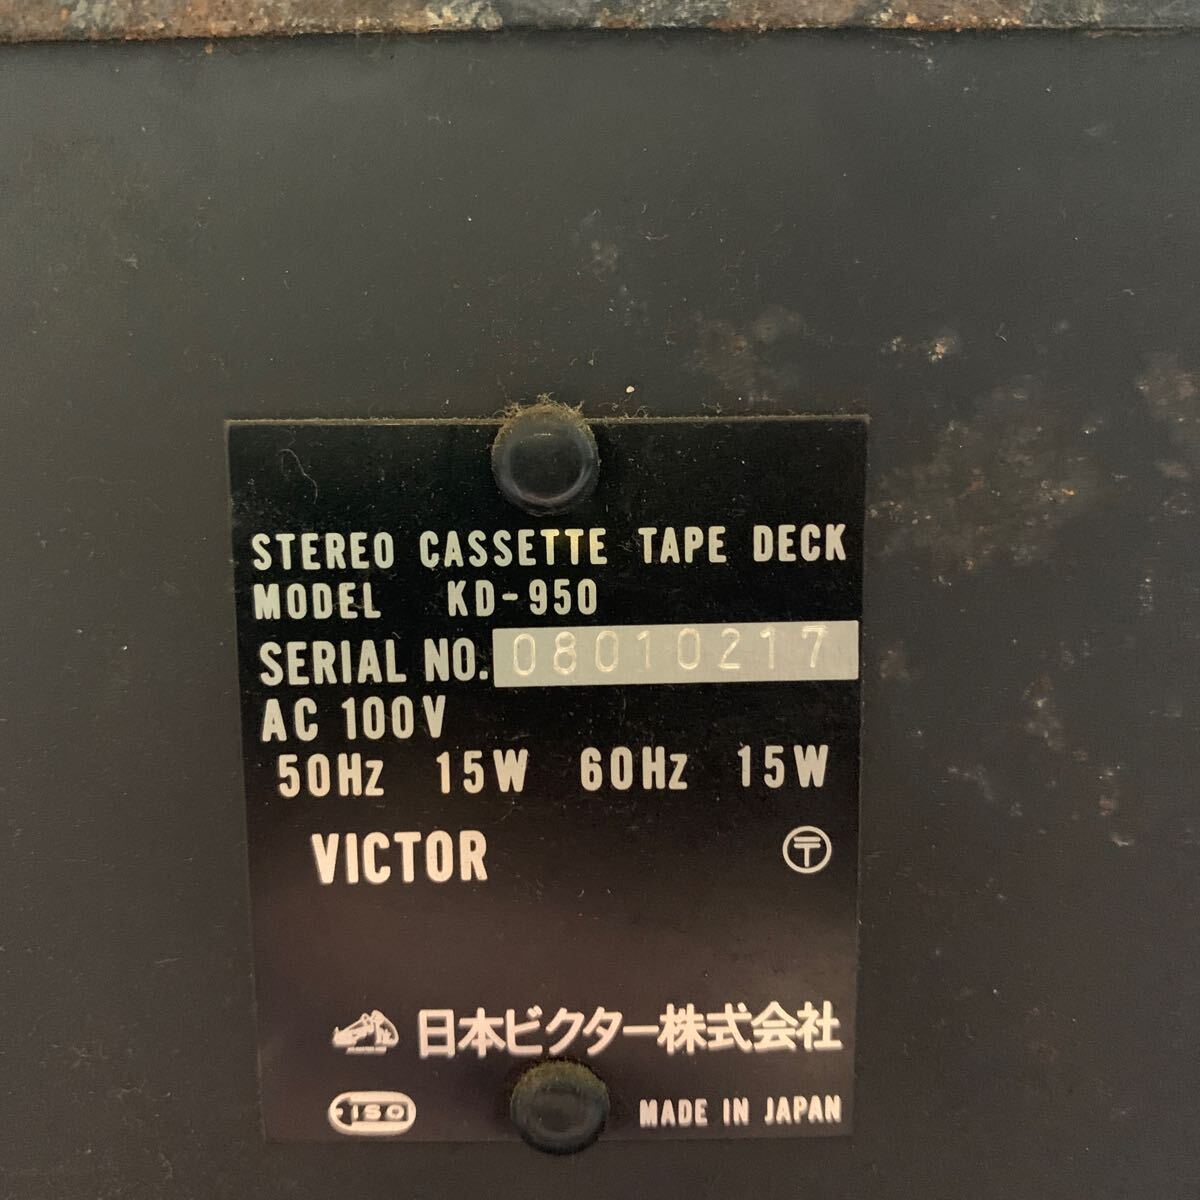 STEREO CASSETTE TAPE DECK
MODEL KD-950
SERIAL NO. 08010217
AC 100V
50Hz 15W 60Hz 15W
VICTOR 〒
日本ビクター株式会社
ISO MADE IN JAPAN